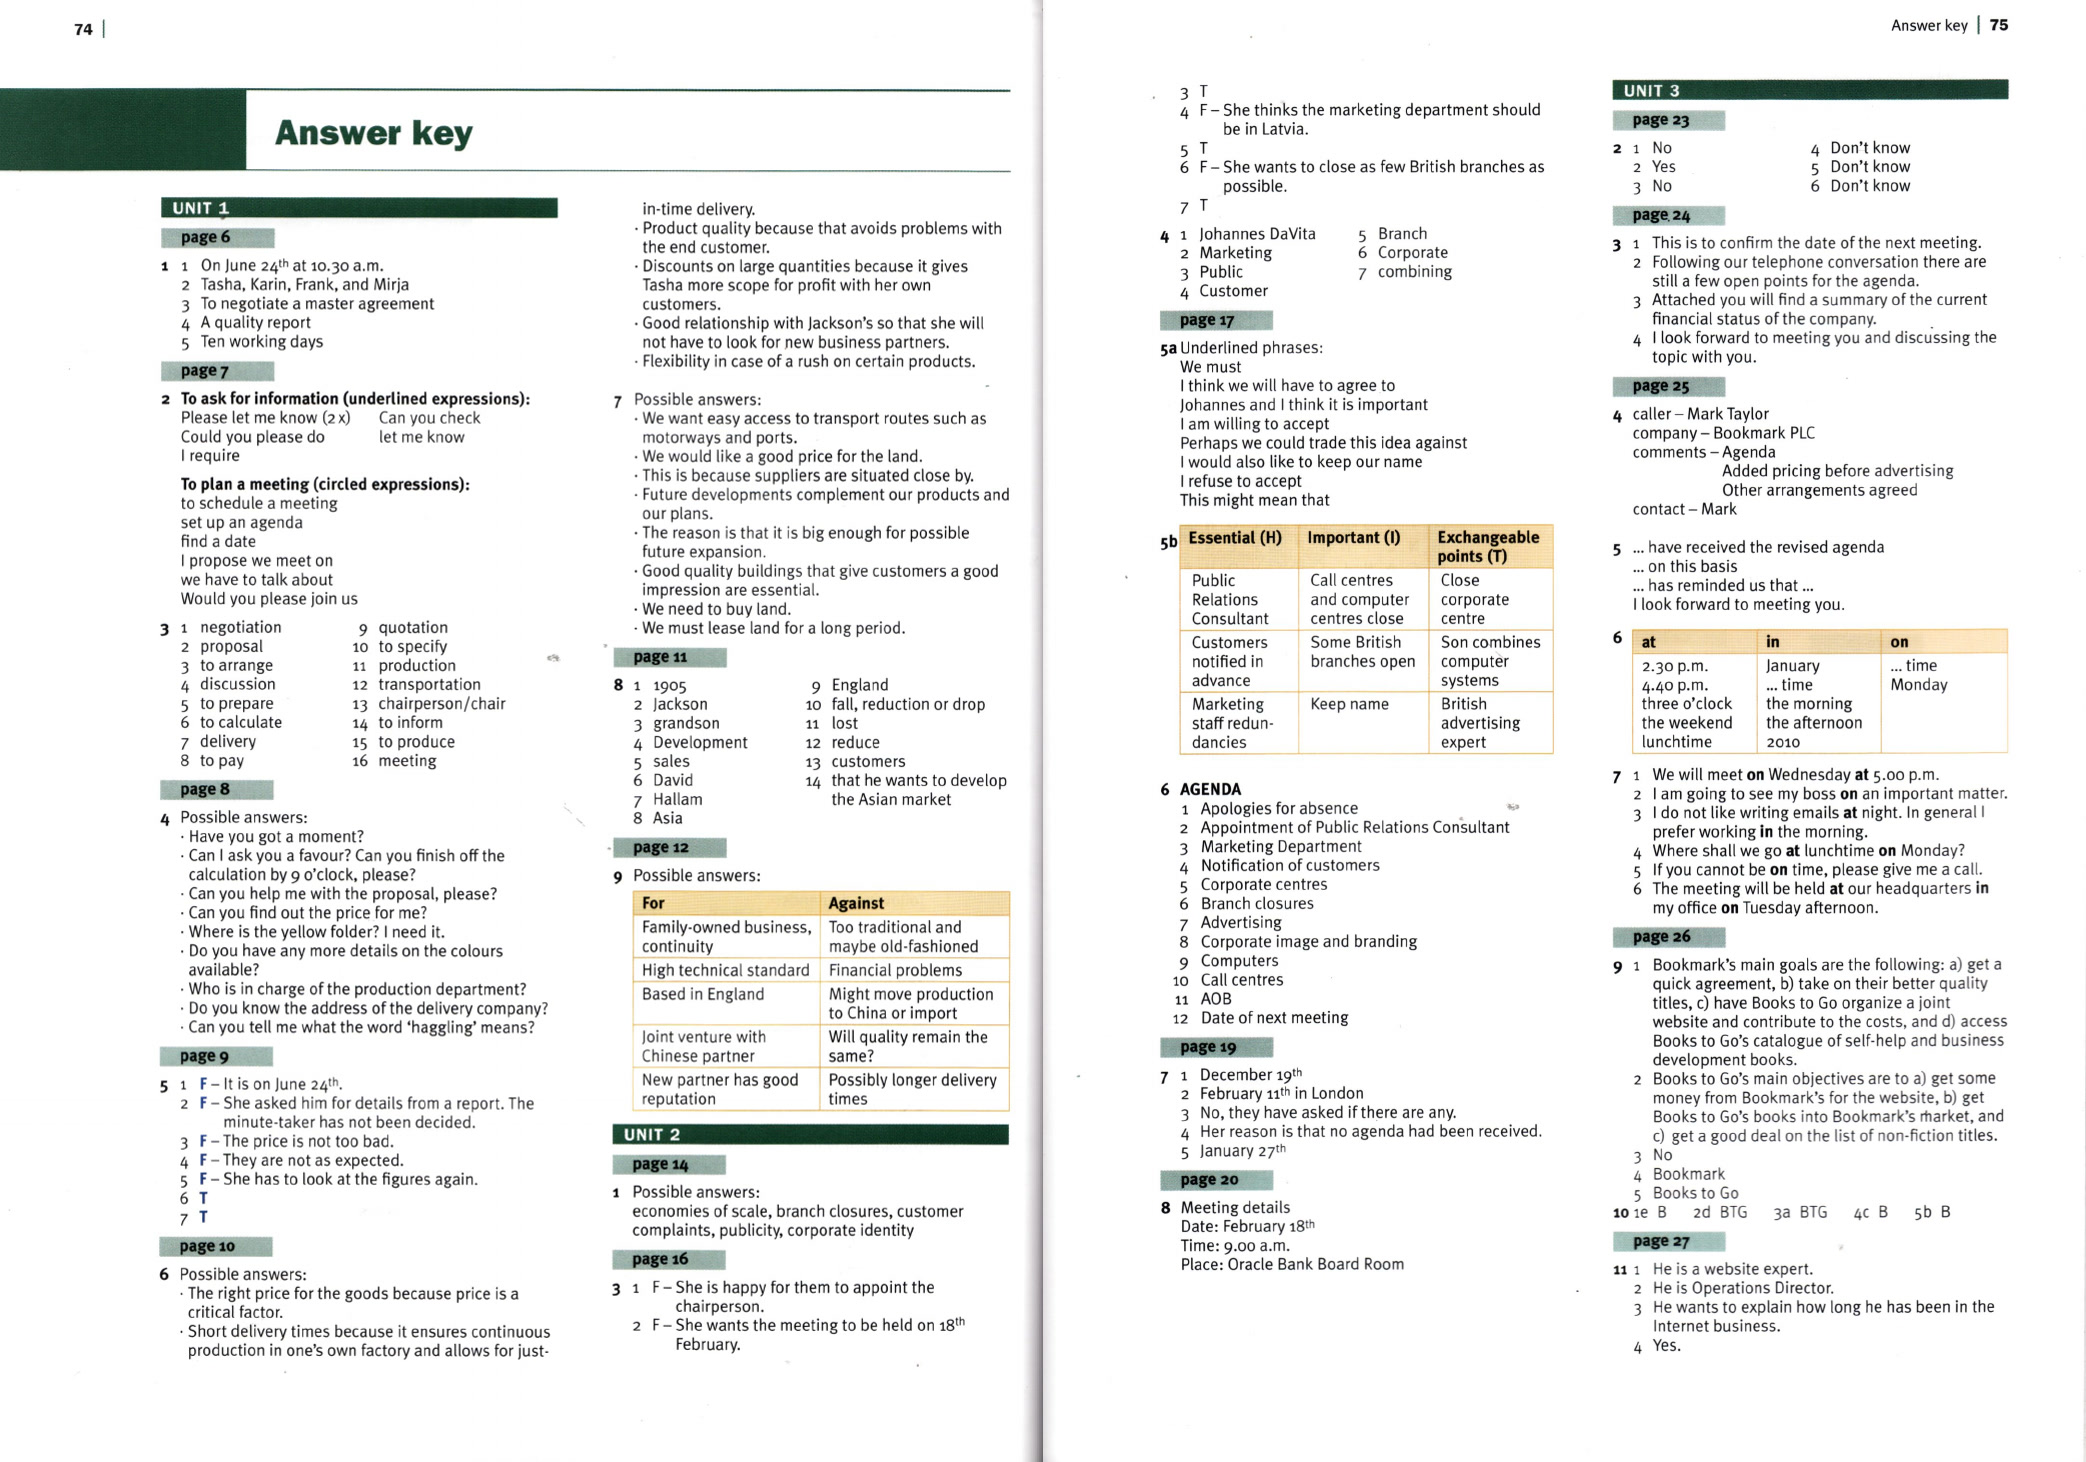 74
Answer key
UNIT 1
page 6
1 1 On June 24th at 10.30 a.m.
2 Tasha, Karin, Frank, and Mirja
3 To negotiate a master agreement
4 A quality report
5 Ten working days
page 7
2 To ask for information (underlined expressions):
Please let me know (2 x) Can you check
Could you please do let me know
I require
To plan a meeting (circled expressions):
to schedule a meeting
set up an agenda
find a date
I propose we meet on
we have to talk about
Would you please join us
3 1 negotiation 9 quotation
2 proposal 10 to specify
3 to arrange 11 production
4 discussion 12 transportation
5 to prepare 13 chairperson/chair
6 to calculate 14 to inform
7 delivery 15 to produce
8 to pay 16 meeting
page 8
4 Possible answers:
· Have you got a moment?
· Can I ask you a favour? Can you finish off the
calculation by 9 o'clock, please?
· Can you help me with the proposal, please?
· Can you find out the price for me?
· Where is the yellow folder? I need it.
· Do you have any more details on the colours
available?
· Who is in charge of the production department?
· Do you know the address of the delivery company?
· Can you tell me what the word 'haggling' means?
page 9
5 1 F – It is on June 24th.
2 F – She asked him for details from a report. The
minute-taker has not been decided.
3 F – The price is not too bad.
4 F – They are not as expected.
5 F – She has to look at the figures again.
6 T
7 T
page 10
6 Possible answers:
· The right price for the goods because price is a
critical factor.
· Short delivery times because it ensures continuous
production in one's own factory and allows for just-
in-time delivery.
· Product quality because that avoids problems with
the end customer.
· Discounts on large quantities because it gives
Tasha more scope for profit with her own
customers.
· Good relationship with Jackson's so that she will
not have to look for new business partners.
· Flexibility in case of a rush on certain products.
7 Possible answers:
· We want easy access to transport routes such as
motorways and ports.
· We would like a good price for the land.
· This is because suppliers are situated close by.
· Future developments complement our products and
our plans.
· The reason is that it is big enough for possible
future expansion.
· Good quality buildings that give customers a good
impression are essential.
· We need to buy land.
· We must lease land for a long period.
page 11
8 1 1905 9 England
2 Jackson 10 fall, reduction or drop
3 grandson 11 lost
4 Development 12 reduce
5 sales 13 customers
6 David 14 that he wants to develop
7 Hallam the Asian market
8 Asia
page 12
9 Possible answers:
For Against
Family-owned business, Too traditional and
continuity maybe old-fashioned
High technical standard Financial problems
Based in England Might move production
to China or import
Joint venture with Will quality remain the
Chinese partner same?
New partner has good Possibly longer delivery
reputation times
UNIT 2
page 14
1 Possible answers:
economies of scale, branch closures, customer
complaints, publicity, corporate identity
page 16
3 1 F – She is happy for them to appoint the
chairperson.
2 F – She wants the meeting to be held on 18th
February.
Answer key 75
3 T
4 F – She thinks the marketing department should
be in Latvia.
5 T
6 F – She wants to close as few British branches as
possible.
7 T
4 1 Johannes DaVita 5 Branch
2 Marketing 6 Corporate
3 Public 7 combining
4 Customer
page 17
5a Underlined phrases:
We must
I think we will have to agree to
Johannes and I think it is important
I am willing to accept
Perhaps we could trade this idea against
I would also like to keep our name
I refuse to accept
This might mean that
5b Essential (H) Important (I) Exchangeable
points (T)
Public Call centres Close
Relations and computer corporate
Consultant centres close centre
Customers Some British Son combines
notified in branches open computer
advance systems
Marketing Keep name British
staff redun- advertising
dancies expert
6 AGENDA
1 Apologies for absence
2 Appointment of Public Relations Consultant
3 Marketing Department
4 Notification of customers
5 Corporate centres
6 Branch closures
7 Advertising
8 Corporate image and branding
9 Computers
10 Call centres
11 AOB
12 Date of next meeting
page 19
7 1 December 19th
2 February 11th in London
3 No, they have asked if there are any.
4 Her reason is that no agenda had been received.
5 January 27th
page 20
8 Meeting details
Date: February 18th
Time: 9.00 a.m.
Place: Oracle Bank Board Room
UNIT 3
page 23
2 1 No 4 Don't know
2 Yes 5 Don't know
3 No 6 Don't know
page 24
3 1 This is to confirm the date of the next meeting.
2 Following our telephone conversation there are
still a few open points for the agenda.
3 Attached you will find a summary of the current
financial status of the company.
4 I look forward to meeting you and discussing the
topic with you.
page 25
4 caller – Mark Taylor
company – Bookmark PLC
comments – Agenda
Added pricing before advertising
Other arrangements agreed
contact – Mark
5 ... have received the revised agenda
... on this basis
... has reminded us that ...
I look forward to meeting you.
6 at in on
2.30 p.m. January ... time
4.40 p.m. ... time Monday
three o'clock the morning
the weekend the afternoon
lunchtime 2010
7 1 We will meet on Wednesday at 5.00 p.m.
2 I am going to see my boss on an important matter.
3 I do not like writing emails at night. In general I
prefer working in the morning.
4 Where shall we go at lunchtime on Monday?
5 If you cannot be on time, please give me a call.
6 The meeting will be held at our headquarters in
my office on Tuesday afternoon.
page 26
9 1 Bookmark's main goals are the following: a) get a
quick agreement, b) take on their better quality
titles, c) have Books to Go organize a joint
website and contribute to the costs, and d) access
Books to Go's catalogue of self-help and business
development books.
2 Books to Go's main objectives are to a) get some
money from Bookmark's for the website, b) get
Books to Go's books into Bookmark's market, and
c) get a good deal on the list of non-fiction titles.
3 No
4 Bookmark
5 Books to Go
10 1e B 2d BTG 3a BTG 4c B 5b B
page 27
11 1 He is a website expert.
2 He is Operations Director.
3 He wants to explain how long he has been in the
Internet business.
4 Yes.